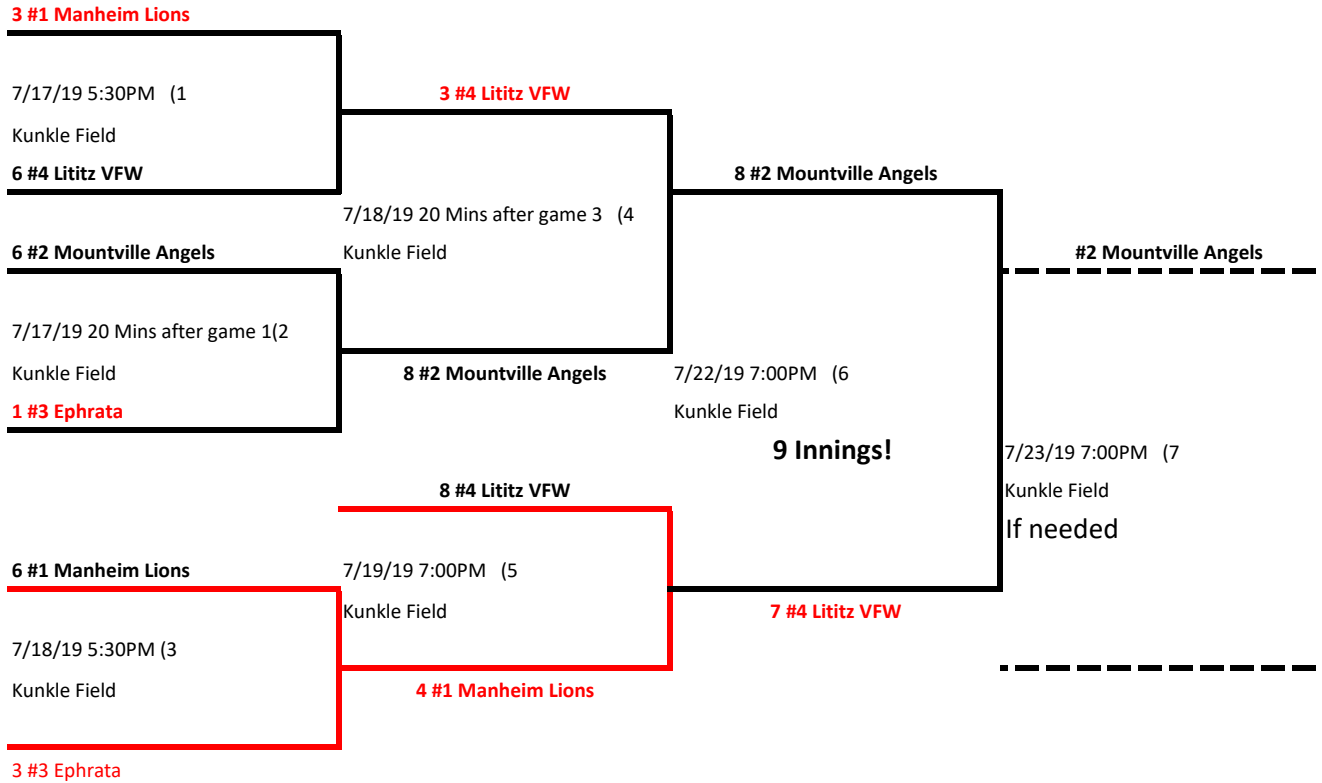 3 #1 Manheim Lions
7/17/19 5:30PM (1
Kunkle Field
6 #4 Lititz VFW
6 #2 Mountville Angels
7/17/19 20 Mins after game 1(2
Kunkle Field
1 #3 Ephrata
3 #4 Lititz VFW
7/18/19 20 Mins after game 3 (4
Kunkle Field
8 #2 Mountville Angels
8 #2 Mountville Angels
7/22/19 7:00PM (6
Kunkle Field
9 Innings!
7 #4 Lititz VFW
#2 Mountville Angels
7/23/19 7:00PM (7
Kunkle Field
If needed
8 #4 Lititz VFW
7/19/19 7:00PM (5
Kunkle Field
4 #1 Manheim Lions
6 #1 Manheim Lions
7/18/19 5:30PM (3
Kunkle Field
3 #3 Ephrata